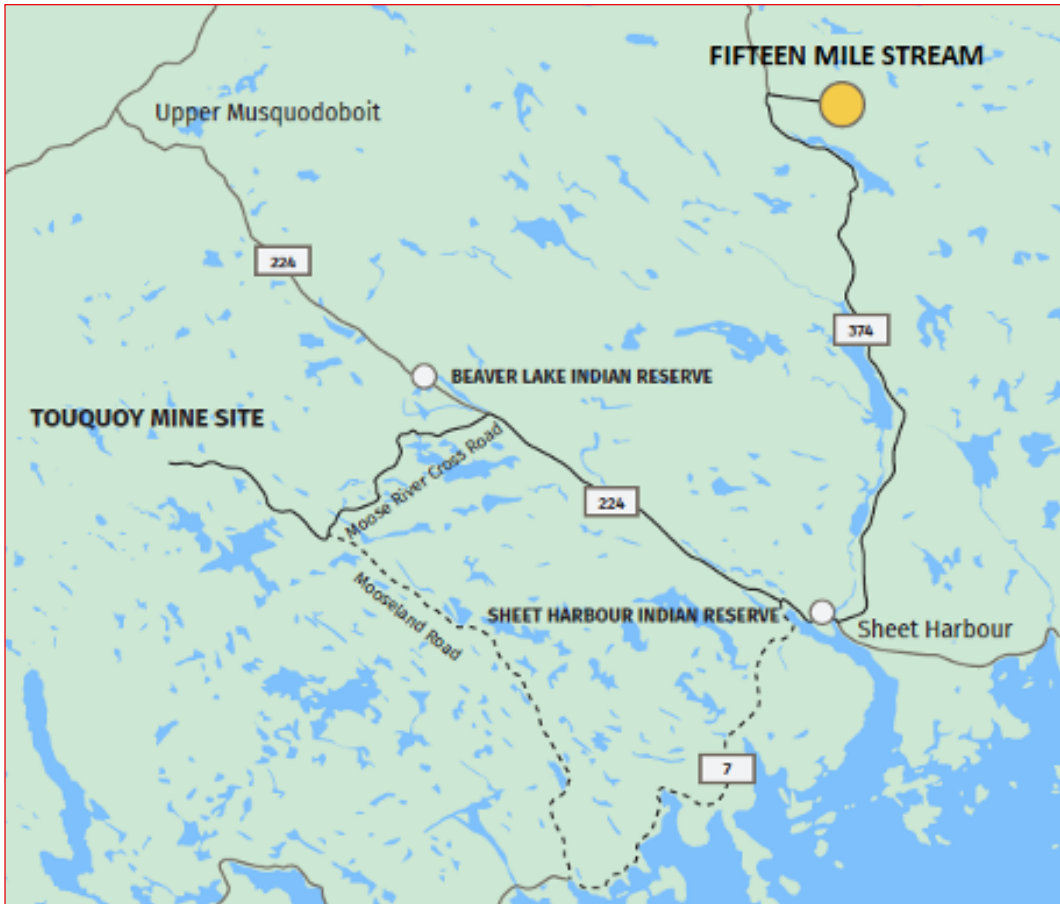 FIFTEEN MILE STREAM
Upper Musquodoboit
224
374
BEAVER LAKE INDIAN RESERVE
TOUQUOY MINE SITE
Moose River Cross Road
224
Mooseland Road
SHEET HARBOUR INDIAN RESERVE
Sheet Harbour
7